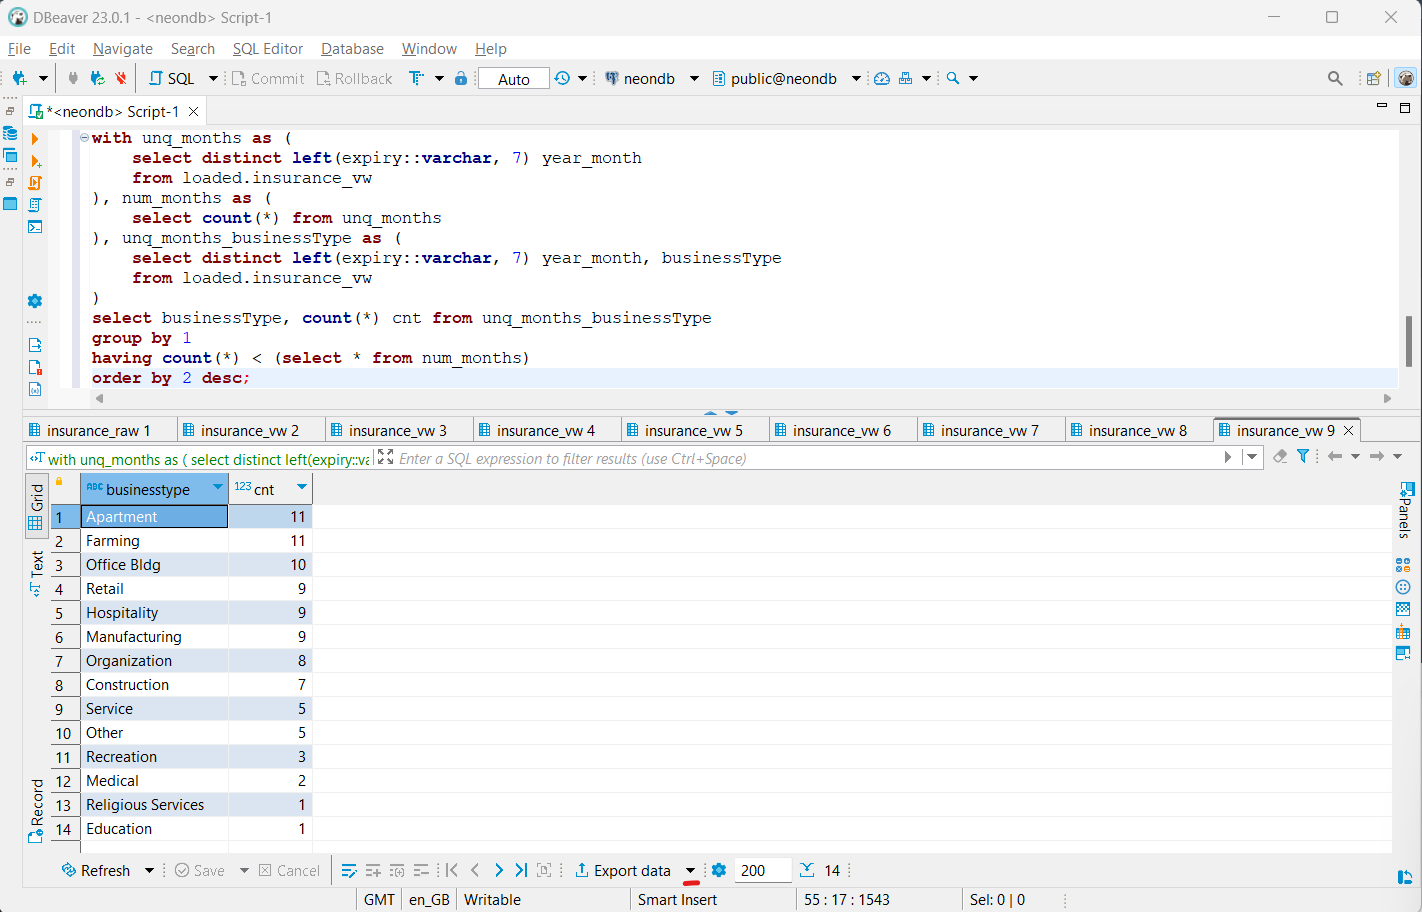 DBeaver 23.0.1 - <neondb> Script-1
File Edit Navigate Search SQL Editor Database Window Help
SQL Commit Rollback Auto neondb public@neondb
*<neondb> Script-1
with unq_months as (
select distinct left(expiry::varchar, 7) year_month
from loaded.insurance_vw
), num_months as (
select count(*) from unq_months
), unq_months_businessType as (
select distinct left(expiry::varchar, 7) year_month, businessType
from loaded.insurance_vw
)
select businessType, count(*) cnt from unq_months_businessType
group by 1
having count(*) < (select * from num_months)
order by 2 desc;
insurance_raw 1 insurance_vw 2 insurance_vw 3 insurance_vw 4 insurance_vw 5 insurance_vw 6 insurance_vw 7 insurance_vw 8 insurance_vw 9
with unq_months as ( select distinct left(expiry::va Enter a SQL expression to filter results (use Ctrl+Space)
Grid
Text
Record
Panels
ABC businesstype 123 cnt
1 Apartment 11
2 Farming 11
3 Office Bldg 10
4 Retail 9
5 Hospitality 9
6 Manufacturing 9
7 Organization 8
8 Construction 7
9 Service 5
10 Other 5
11 Recreation 3
12 Medical 2
13 Religious Services 1
14 Education 1
Refresh Save Cancel Export data 200 14
GMT en_GB Writable Smart Insert 55 : 17 : 1543 Sel: 0 | 0